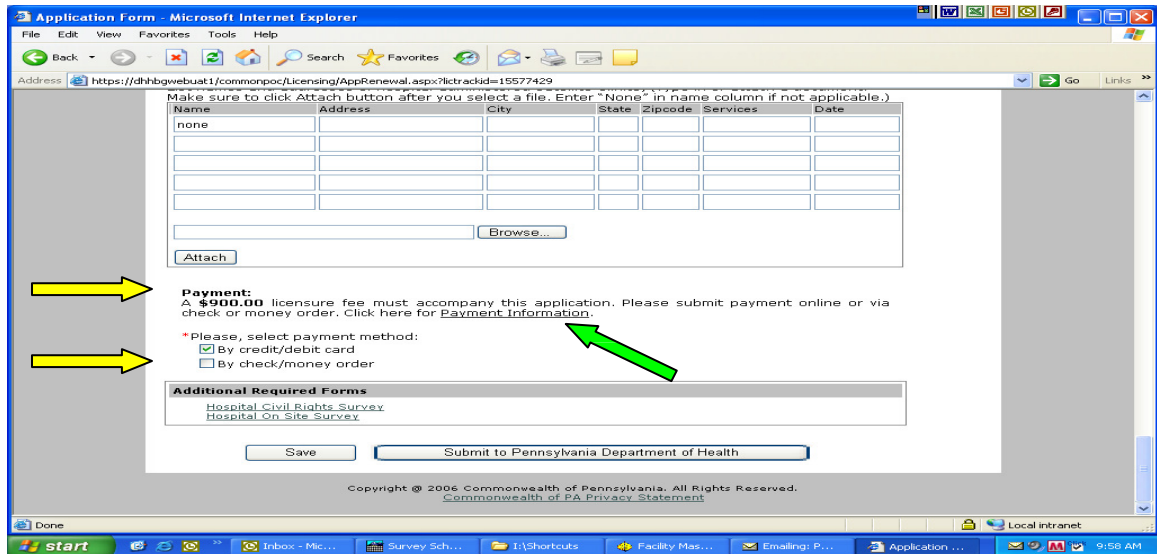 Application Form - Microsoft Internet Explorer
File Edit View Favorites Tools Help
Back Search Favorites
Address https://dhhbgwebuat1/commonpoc/Licensing/AppRenewal.aspx?lictrackid=15577429 Go Links
Make sure to click Attach button after you select a file. Enter "None" in name column if not applicable.)
Name Address City State Zipcode Services Date
none
Browse...
Attach
Payment:
A $900.00 licensure fee must accompany this application. Please submit payment online or via
check or money order. Click here for Payment Information.
*Please, select payment method:
By credit/debit card
By check/money order
Additional Required Forms
Hospital Civil Rights Survey
Hospital On Site Survey
Save Submit to Pennsylvania Department of Health
Copyright @ 2006 Commonwealth of Pennsylvania. All Rights Reserved.
Commonwealth of PA Privacy Statement
Done Local intranet
start Inbox - Mic... Survey Sch... I:\Shortcuts Facility Mas... Emailing: P... Application ... 9:58 AM